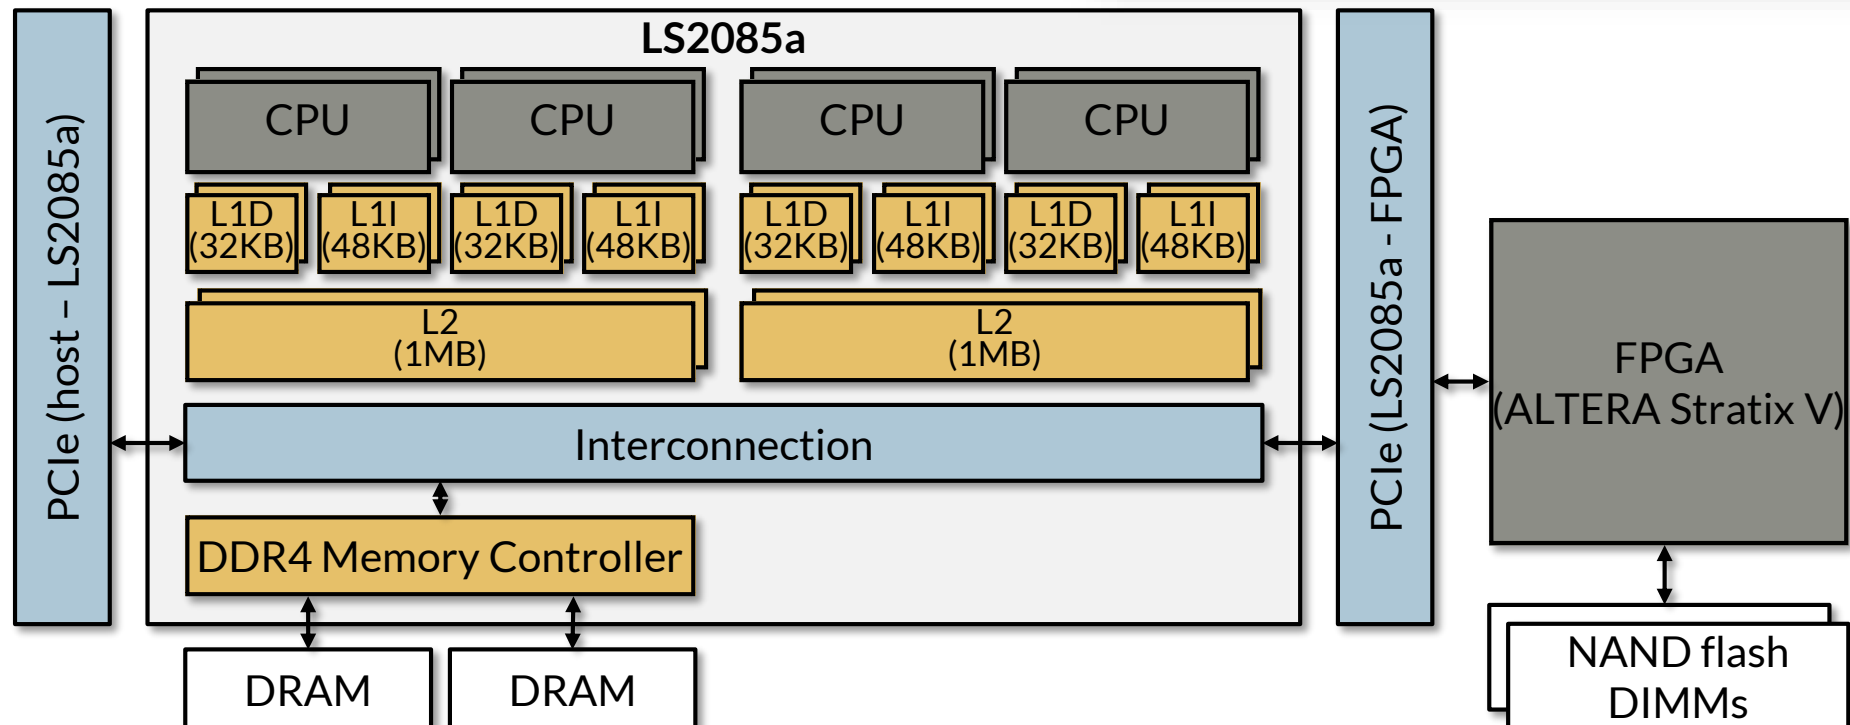 LS2085a
PCIe (host – LS2085a)
CPU
CPU
CPU
CPU
L1D
(32KB)
L1I
(48KB)
L1D
(32KB)
L1I
(48KB)
L1D
(32KB)
L1I
(48KB)
L1D
(32KB)
L1I
(48KB)
L2
(1MB)
L2
(1MB)
Interconnection
DDR4 Memory Controller
DRAM
DRAM
PCIe (LS2085a - FPGA)
FPGA
(ALTERA Stratix V)
NAND flash
DIMMs